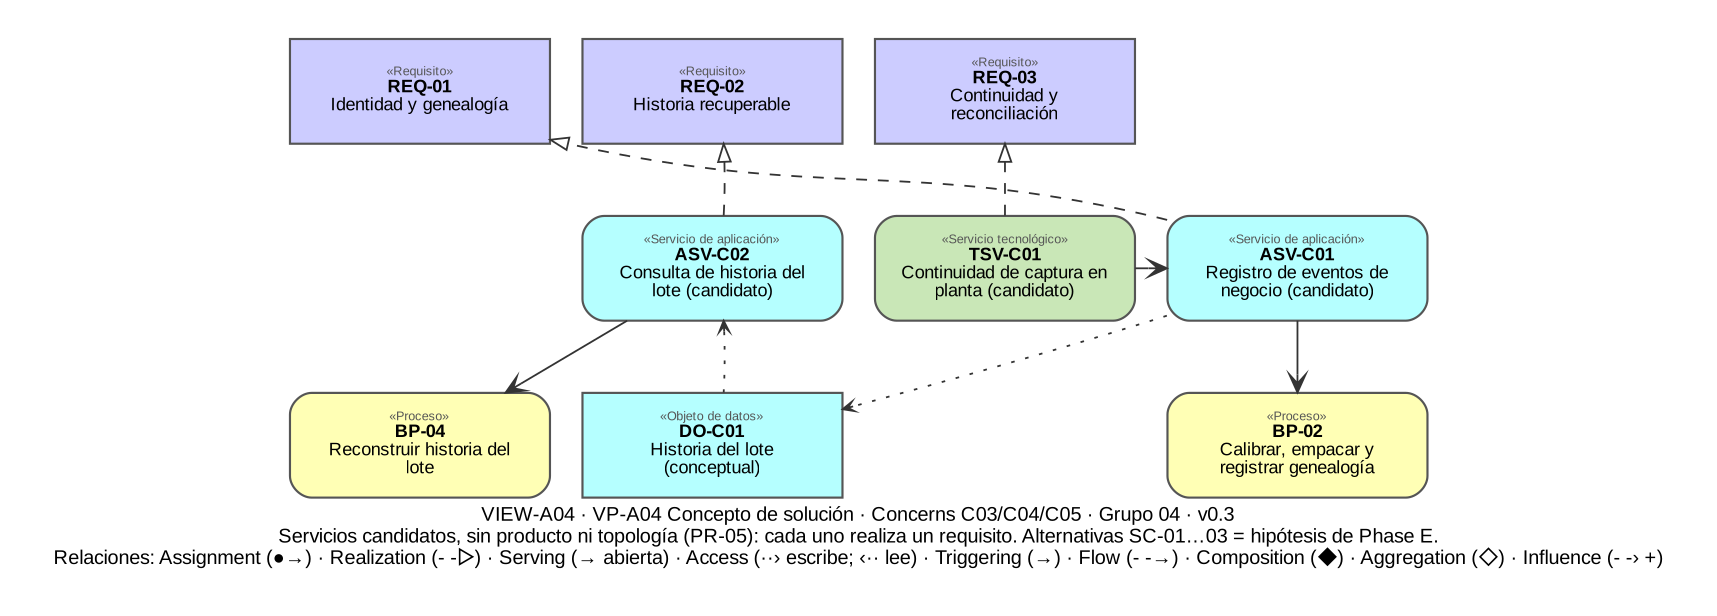 «Requisito»
REQ-01
Identidad y genealogía
«Requisito»
REQ-02
Historia recuperable
«Requisito»
REQ-03
Continuidad y
reconciliación
«Servicio de aplicación»
ASV-C02
Consulta de historia del
lote (candidato)
«Servicio tecnológico»
TSV-C01
Continuidad de captura en
planta (candidato)
«Servicio de aplicación»
ASV-C01
Registro de eventos de
negocio (candidato)
«Proceso»
BP-04
Reconstruir historia del
lote
«Objeto de datos»
DO-C01
Historia del lote
(conceptual)
«Proceso»
BP-02
Calibrar, empacar y
registrar genealogía
VIEW-A04 · VP-A04 Concepto de solución · Concerns C03/C04/C05 · Grupo 04 · v0.3
Servicios candidatos, sin producto ni topología (PR-05): cada uno realiza un requisito. Alternativas SC-01…03 = hipótesis de Phase E.
Relaciones: Assignment (●→) · Realization (- -▷) · Serving (→ abierta) · Access (··› escribe; ‹·· lee) · Triggering (→) · Flow (- -→) · Composition (◆) · Aggregation (◇) · Influence (- -› +)